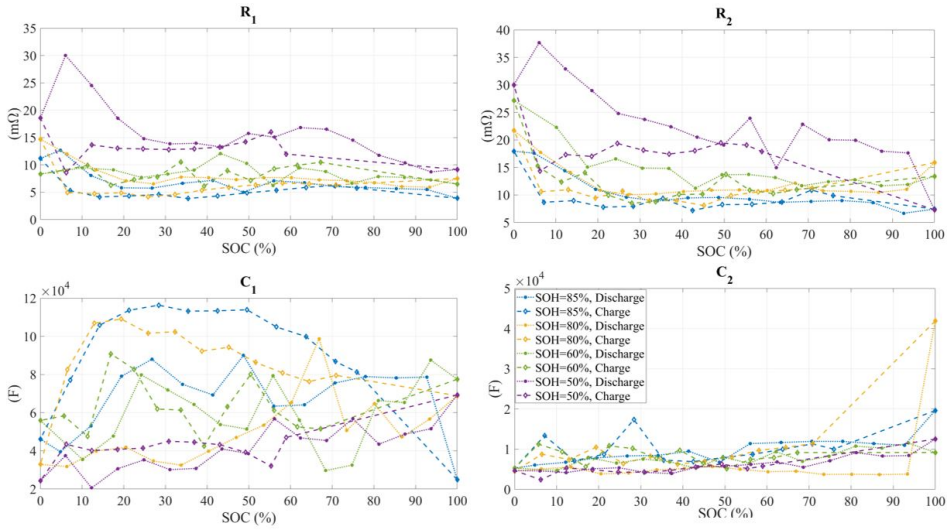 R1
35
30
25
20
15
10
5
0
(mΩ)
0 10 20 30 40 50 60 70 80 90 100
SOC (%)
R2
40
35
30
25
20
15
10
5
(mΩ)
0 10 20 30 40 50 60 70 80 90 100
SOC (%)
C1
×10⁴
12
10
8
6
4
2
(F)
0 10 20 30 40 50 60 70 80 90 100
SOC (%)
C2
×10⁴
5
4
3
2
1
0
(F)
SOH=85%, Discharge
SOH=85%, Charge
SOH=80%, Discharge
SOH=80%, Charge
SOH=60%, Discharge
SOH=60%, Charge
SOH=50%, Discharge
SOH=50%, Charge
0 10 20 30 40 50 60 70 80 90 100
SOC (%)